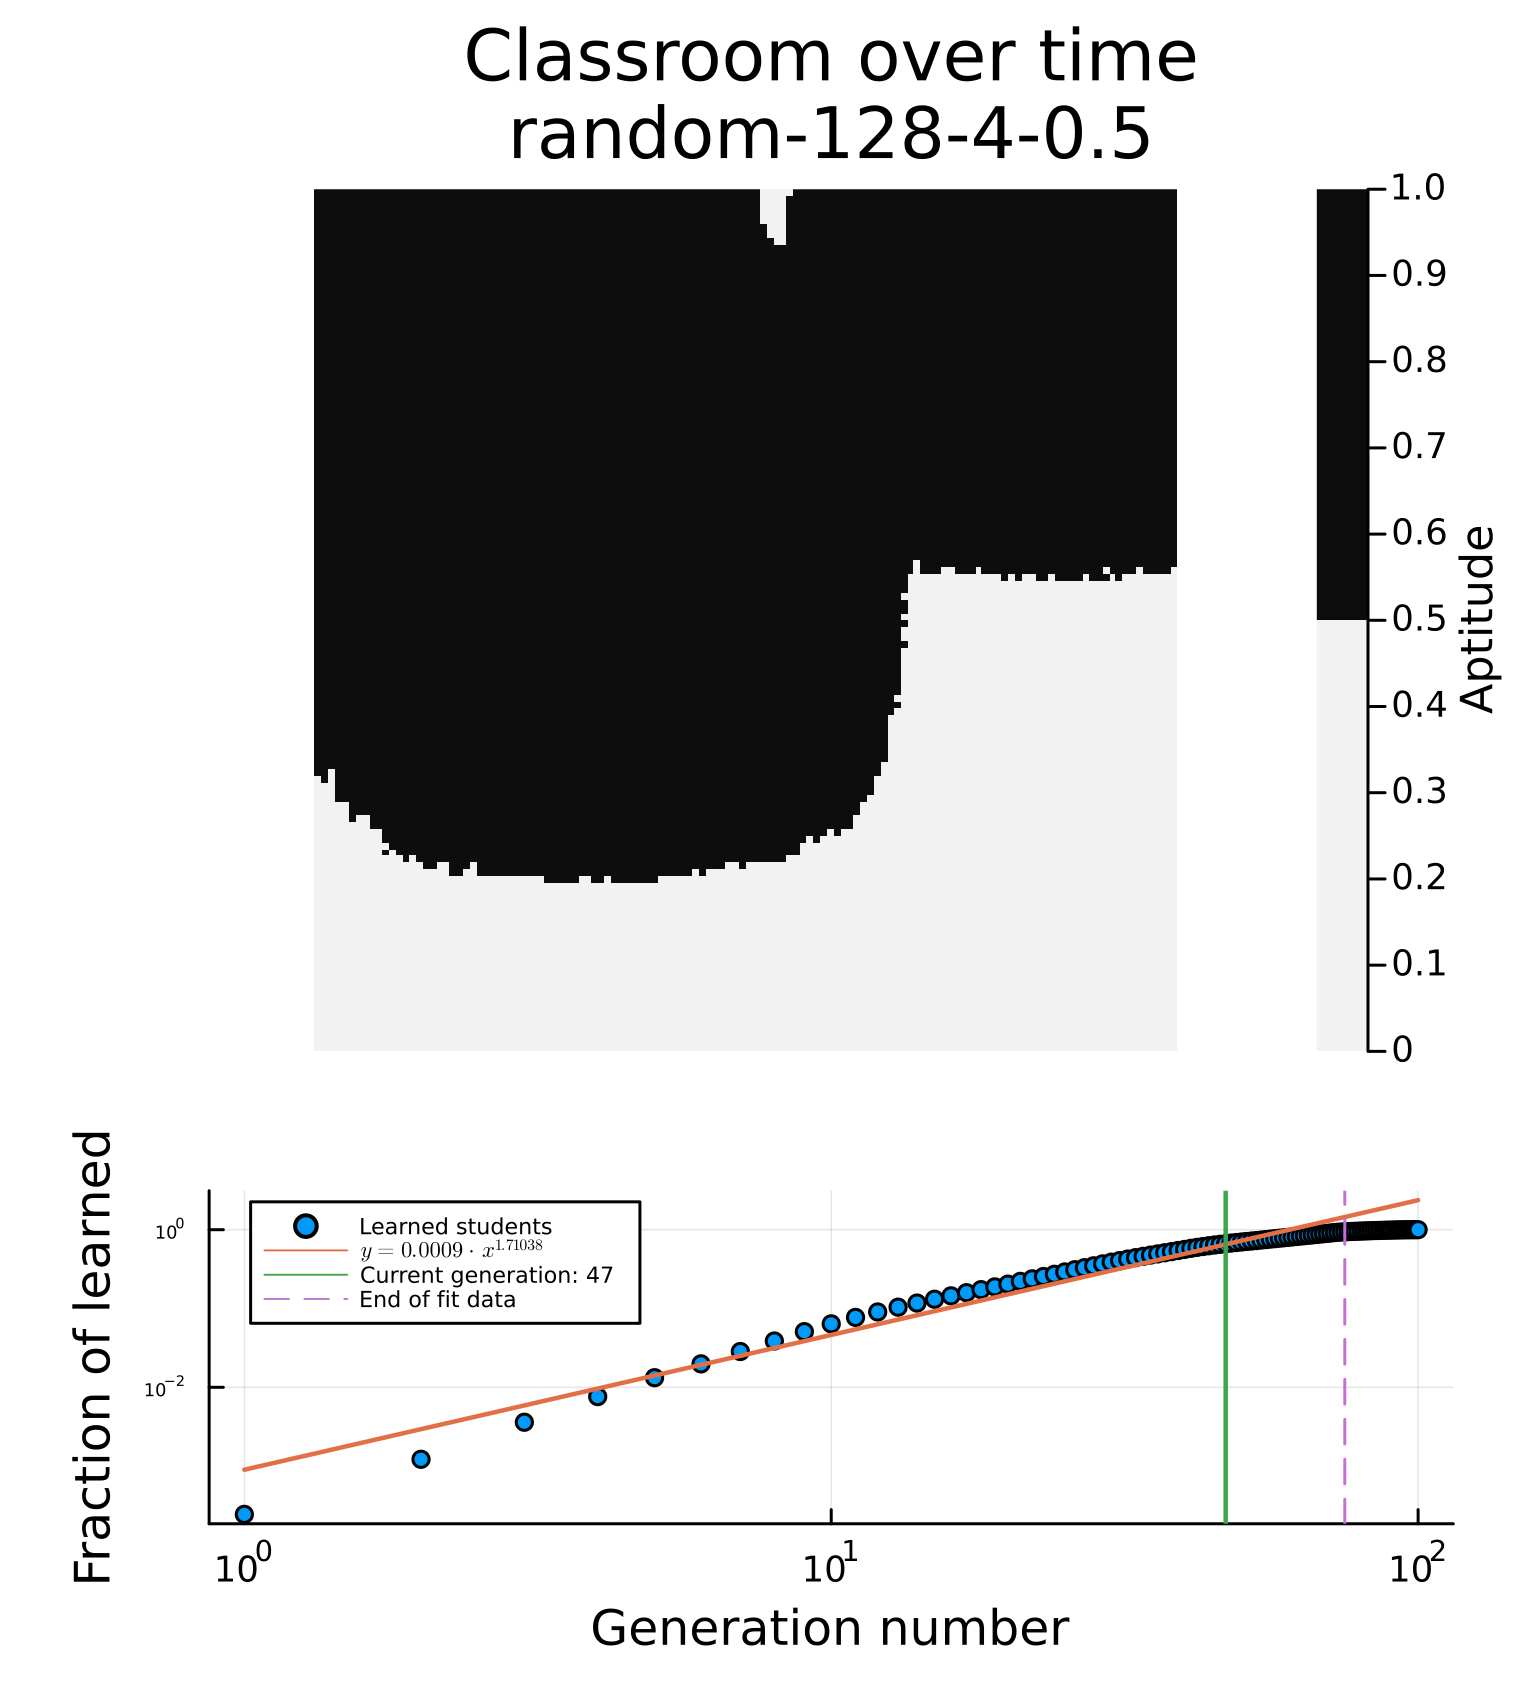 Classroom over time
random-128-4-0.5
1.0
0.9
0.8
0.7
0.6
0.5
0.4
0.3
0.2
0.1
0
Aptitude
Fraction of learned
10^0
10^-2
Learned students
y = 0.0009 · x^1.71038
Current generation: 47
End of fit data
10^0
10^1
10^2
Generation number